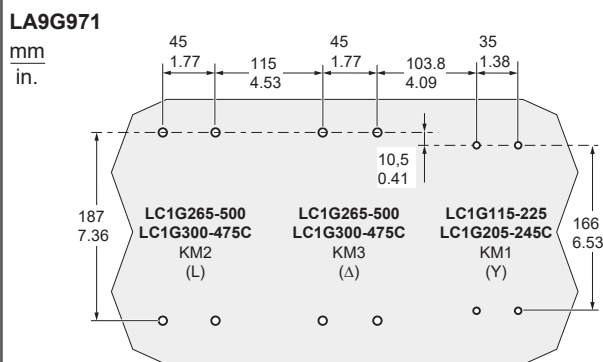 LA9G971
mm
in.
45
1.77
115
4.53
45
1.77
103.8
4.09
35
1.38
10,5
0.41
187
7.36
LC1G265-500
LC1G300-475C
KM2
(L)
LC1G265-500
LC1G300-475C
KM3
(Δ)
LC1G115-225
LC1G205-245C
KM1
(Y)
166
6.53